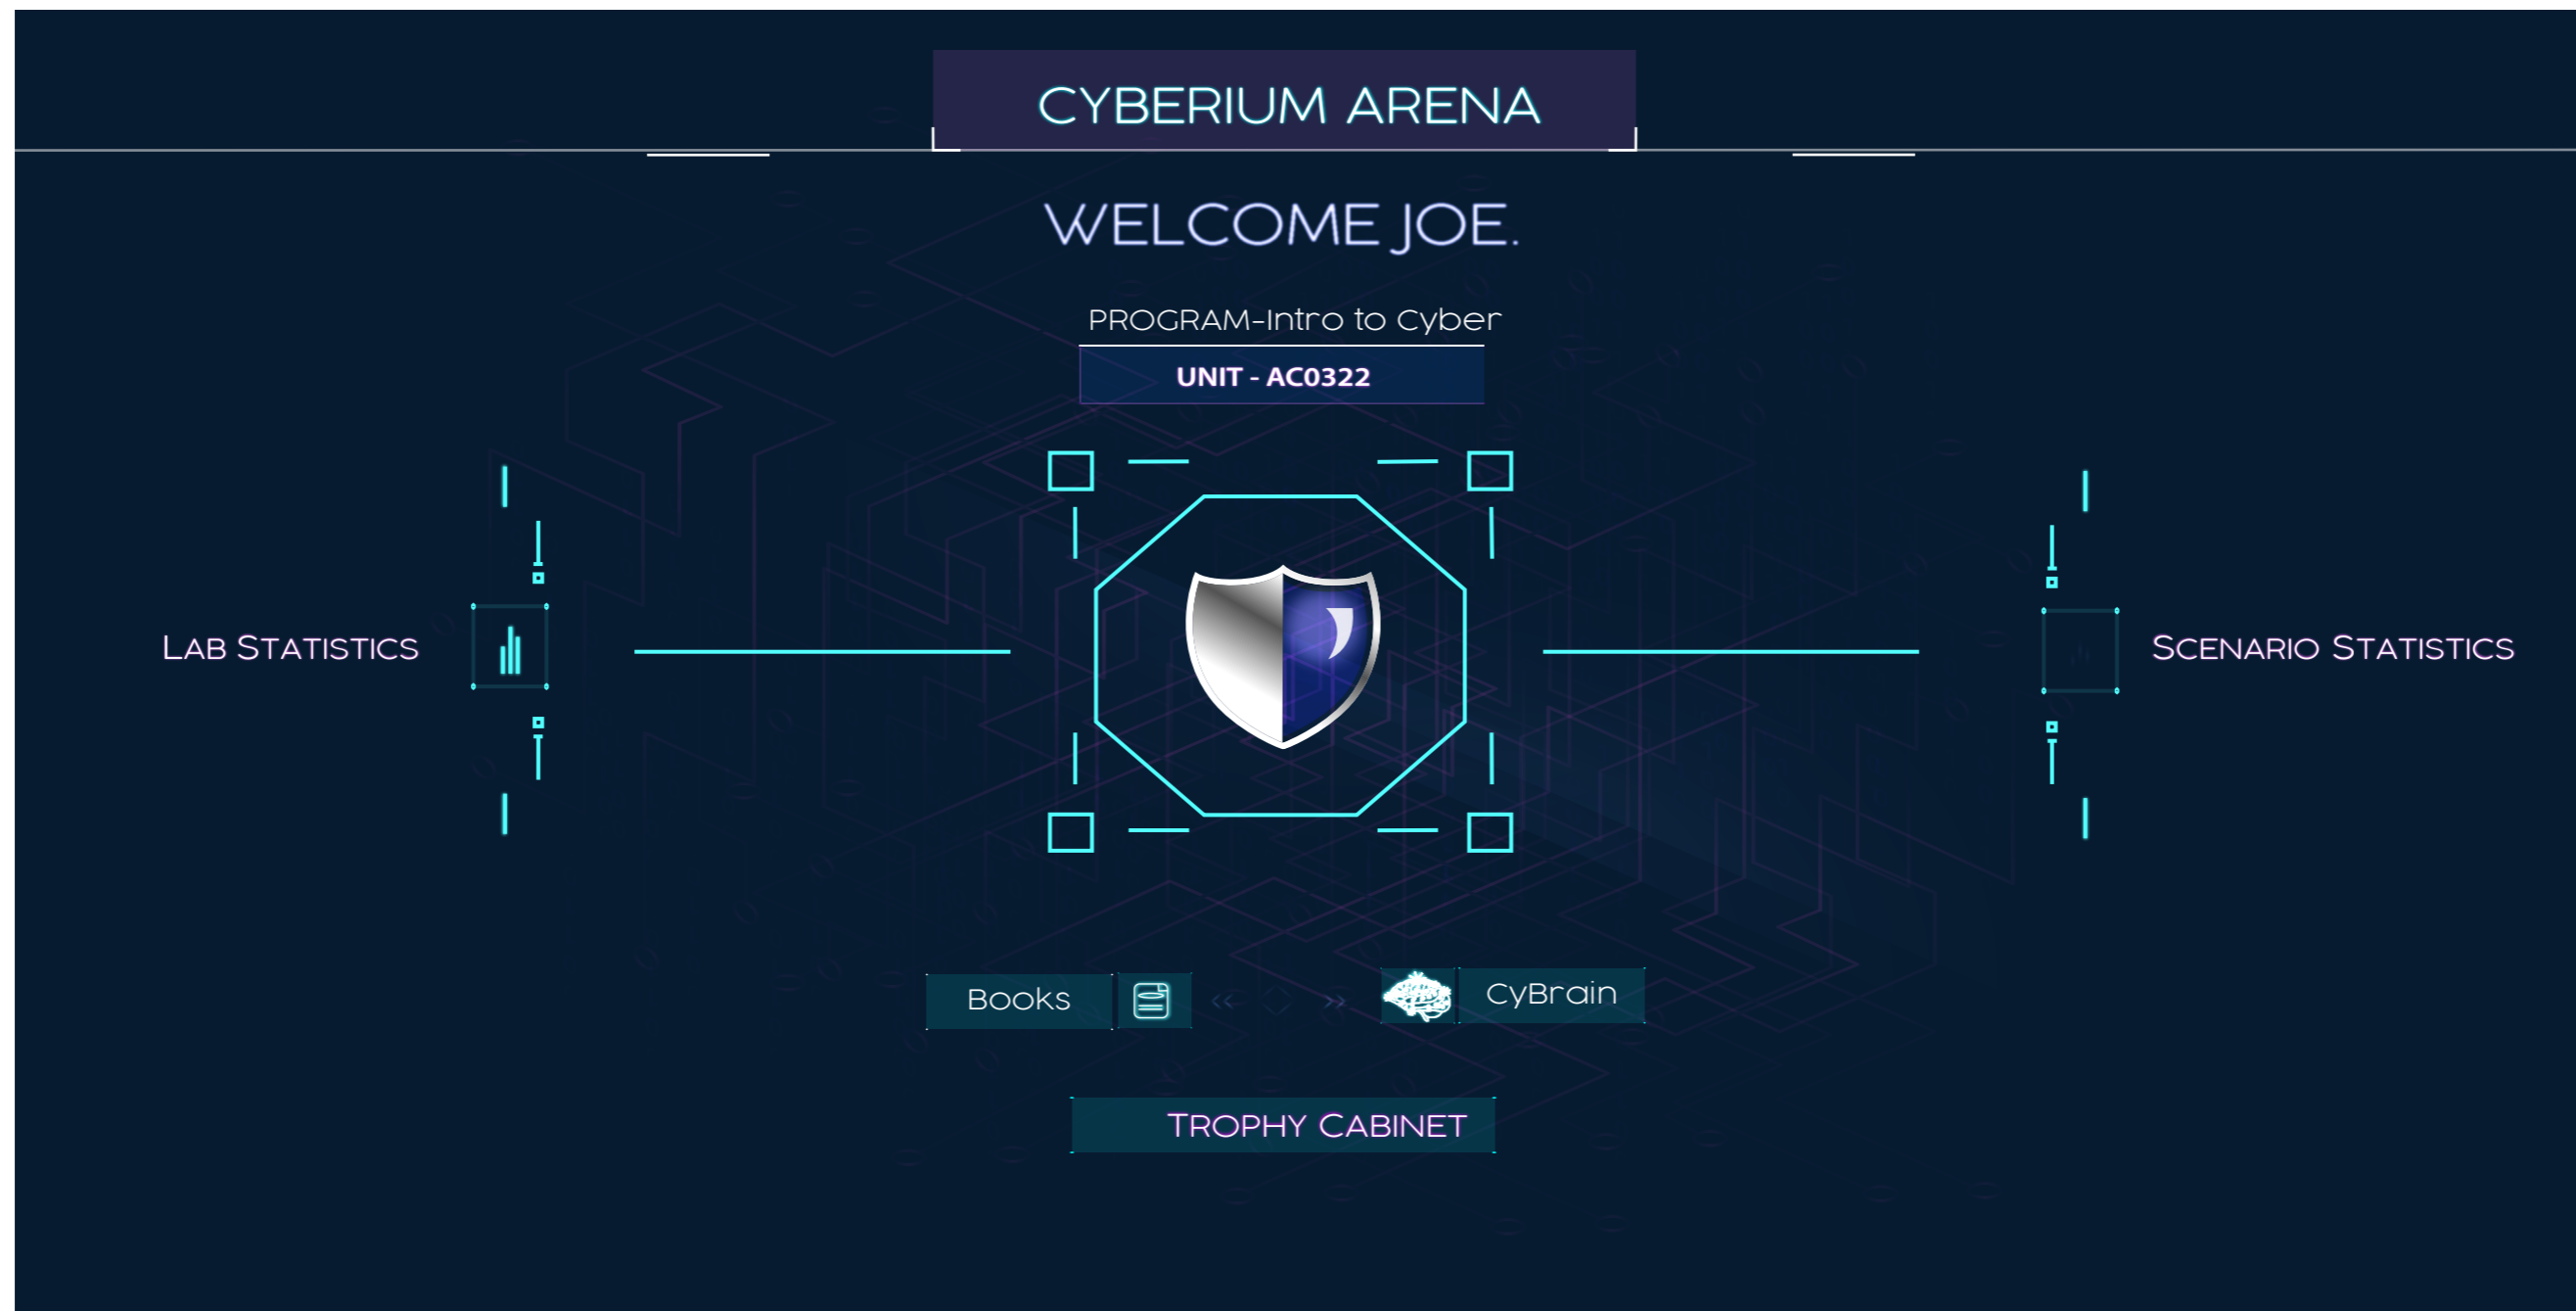 CYBERIUM ARENA
WELCOME JOE.
PROGRAM-Intro to Cyber
UNIT - AC0322
LAB STATISTICS
SCENARIO STATISTICS
Books
CyBrain
TROPHY CABINET